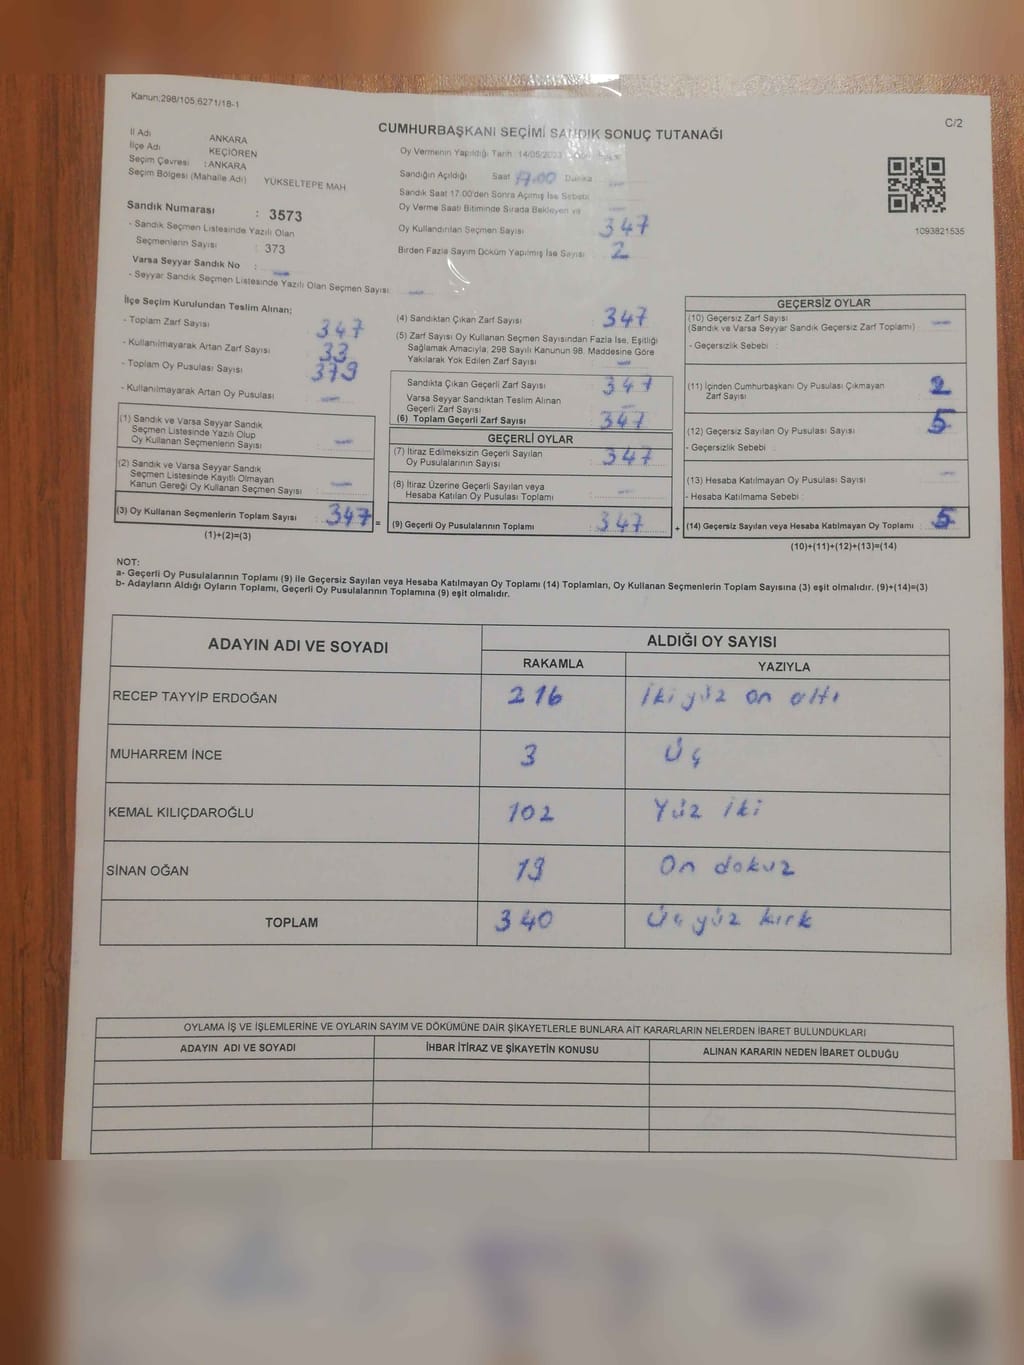 Kanun;298/105.6271/18-1
C/2
CUMHURBAŞKANI SEÇİMİ SANDIK SONUÇ TUTANAĞI
İl Adı ANKARA
İlçe Adı KEÇİÖREN
Seçim Çevresi : ANKARA
Seçim Bölgesi (Mahalle Adı) YÜKSELTEPE MAH.
Sandık Numarası : 3573
- Sandık Seçmen Listesinde Yazılı Olan
Seçmenlerin Sayısı : 373
Varsa Seyyar Sandık No :
- Seyyar Sandık Seçmen Listesinde Yazılı Olan Seçmen Sayısı
Oy Vermenin Yapıldığı Tarih :14/05/2023
Sandığın Açıldığı Saat 17.00 Dakika
Sandık Saat 17.00'den Sonra Açmış İse Sebebi
Oy Verme Saati Bitiminde Sırada Bekleyen ve
Oy Kullandırılan Seçmen Sayısı 347
Birden Fazla Sayım Döküm Yapılmış İse Sayısı 2
1093821535
İlçe Seçim Kurulundan Teslim Alınan;
- Toplam Zarf Sayısı 347
- Kullanılmayarak Artan Zarf Sayısı 33
- Toplam Oy Pusulası Sayısı 379
- Kullanılmayarak Artan Oy Pusulası
(1) Sandık ve Varsa Seyyar Sandık
Seçmen Listesinde Yazılı Olup
Oy Kullanan Seçmenlerin Sayısı
(2) Sandık ve Varsa Seyyar Sandık
Seçmen Listesinde Kayıtlı Olmayan
Kanun Gereği Oy Kullanan Seçmen Sayısı
(3) Oy Kullanan Seçmenlerin Toplam Sayısı : 347 =
(1)+(2)=(3)
(4) Sandıktan Çıkan Zarf Sayısı 347
(5) Zarf Sayısı Oy Kullanan Seçmen Sayısından Fazla İse, Eşitliği
Sağlamak Amacıyla, 298 Sayılı Kanunun 98. Maddesine Göre
Yakılarak Yok Edilen Zarf Sayısı
Sandıkta Çıkan Geçerli Zarf Sayısı 347
Varsa Seyyar Sandıktan Teslim Alınan
Geçerli Zarf Sayısı
(6) Toplam Geçerli Zarf Sayısı 347
GEÇERLİ OYLAR
(7) İtiraz Edilmeksizin Geçerli Sayılan
Oy Pusulalarının Sayısı 347
(8) İtiraz Üzerine Geçerli Sayılan veya
Hesaba Katılan Oy Pusulası Toplamı
(9) Geçerli Oy Pusulalarının Toplamı 347 +
GEÇERSİZ OYLAR
(10) Geçersiz Zarf Sayısı
(Sandık ve Varsa Seyyar Sandık Geçersiz Zarf Toplamı)
- Geçersizlik Sebebi :
(11) İçinden Cumhurbaşkanı Oy Pusulası Çıkmayan
Zarf Sayısı 2
(12) Geçersiz Sayılan Oy Pusulası Sayısı 5
- Geçersizlik Sebebi :
(13) Hesaba Katılmayan Oy Pusulası Sayısı
- Hesaba Katılmama Sebebi :
(14) Geçersiz Sayılan veya Hesaba Katılmayan Oy Toplamı 5
(10)+(11)+(12)+(13)=(14)
NOT:
a- Geçerli Oy Pusulalarının Toplamı (9) ile Geçersiz Sayılan veya Hesaba Katılmayan Oy Toplamı (14) Toplamları, Oy Kullanan Seçmenlerin Toplam Sayısına (3) eşit olmalıdır. (9)+(14)=(3)
b- Adayların Aldığı Oyların Toplamı, Geçerli Oy Pusulalarının Toplamına (9) eşit olmalıdır.
ADAYIN ADI VE SOYADI ALDIĞI OY SAYISI
RAKAMLA YAZIYLA
RECEP TAYYİP ERDOĞAN 216 İki yüz on altı
MUHARREM İNCE 3 Üç
KEMAL KILIÇDAROĞLU 102 Yüz iki
SİNAN OĞAN 19 On dokuz
TOPLAM 340 Üç yüz kırk
OYLAMA İŞ VE İŞLEMLERİNE VE OYLARIN SAYIM VE DÖKÜMÜNE DAİR ŞİKAYETLERLE BUNLARA AİT KARARLARIN NELERDEN İBARET BULUNDUKLARI
ADAYIN ADI VE SOYADI İHBAR İTİRAZ VE ŞİKAYETİN KONUSU ALINAN KARARIN NEDEN İBARET OLDUĞU